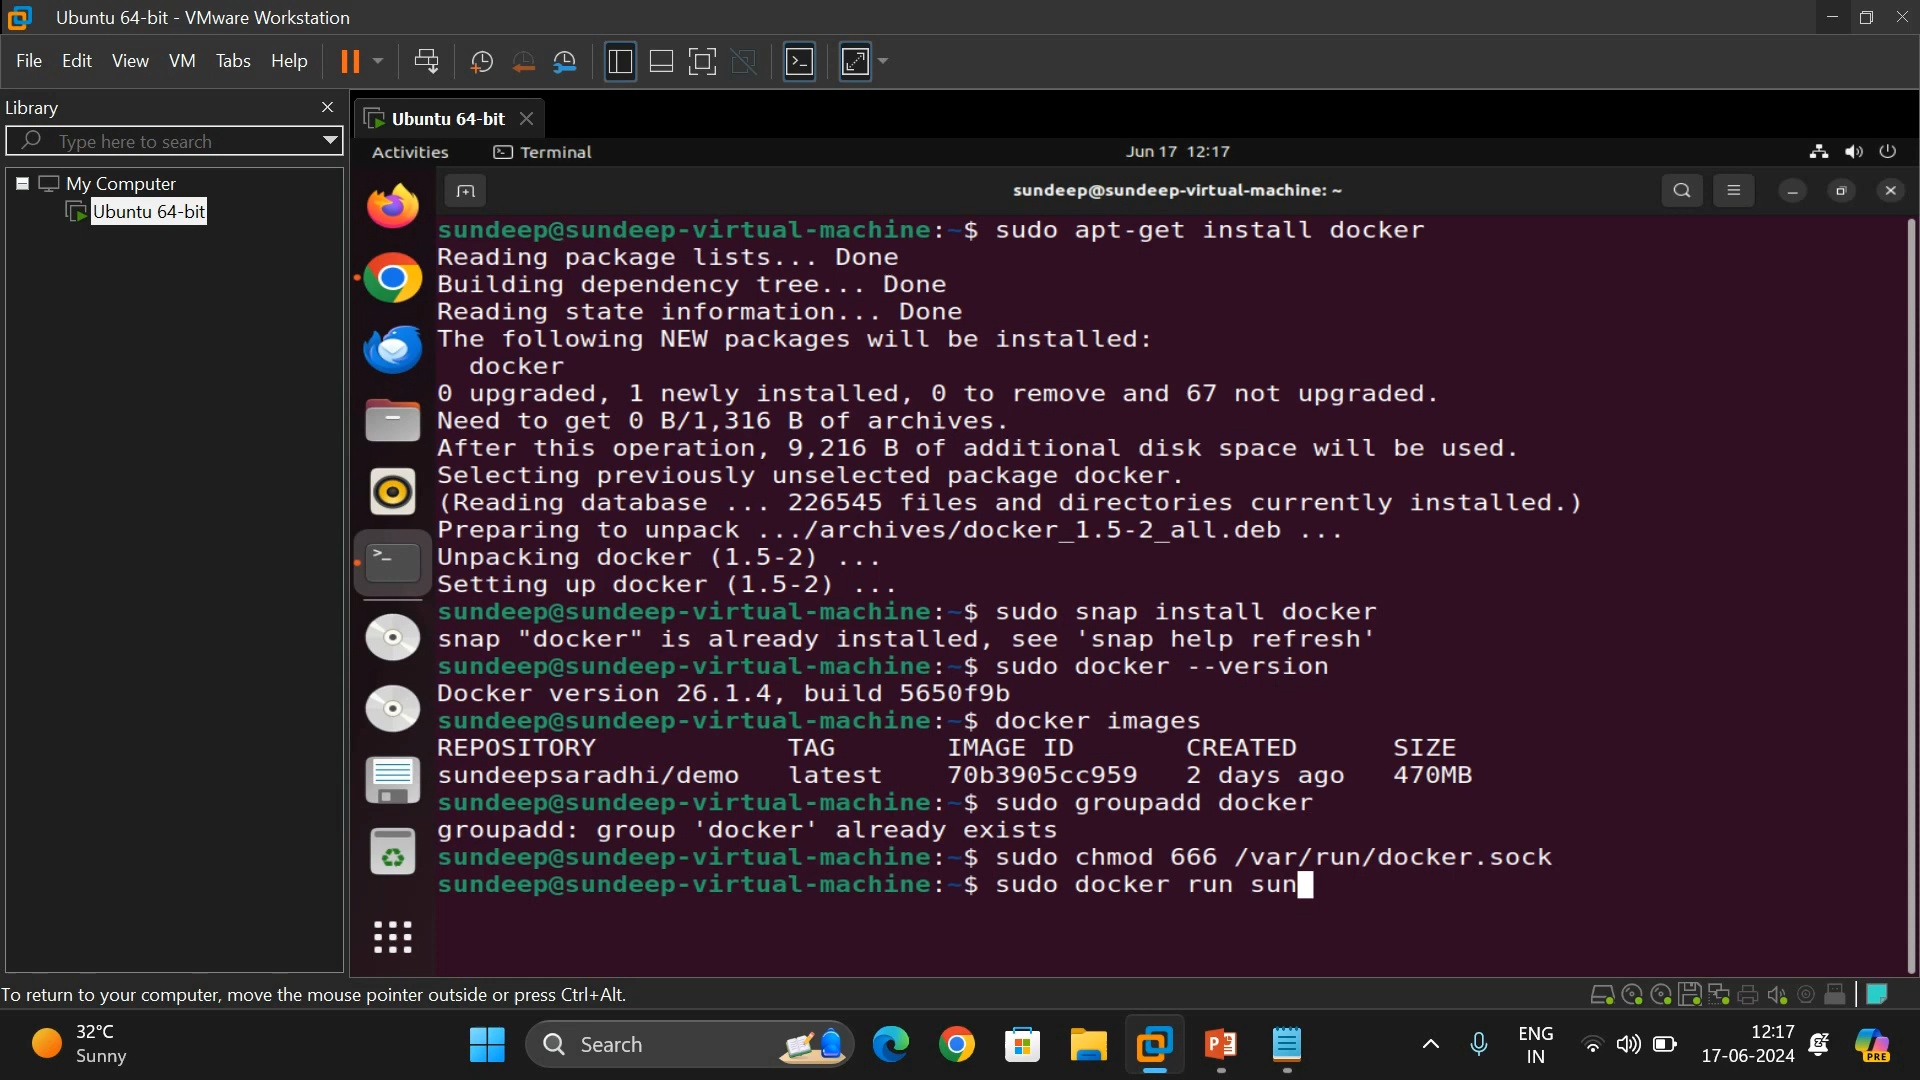 Ubuntu 64-bit - VMware Workstation
File Edit View VM Tabs Help
Library
Type here to search
My Computer
Ubuntu 64-bit
Ubuntu 64-bit
Activities Terminal Jun 17 12:17
sundeep@sundeep-virtual-machine: ~
sundeep@sundeep-virtual-machine:~$ sudo apt-get install docker
Reading package lists... Done
Building dependency tree... Done
Reading state information... Done
The following NEW packages will be installed:
docker
0 upgraded, 1 newly installed, 0 to remove and 67 not upgraded.
Need to get 0 B/1,316 B of archives.
After this operation, 9,216 B of additional disk space will be used.
Selecting previously unselected package docker.
(Reading database ... 226545 files and directories currently installed.)
Preparing to unpack .../archives/docker_1.5-2_all.deb ...
Unpacking docker (1.5-2) ...
Setting up docker (1.5-2) ...
sundeep@sundeep-virtual-machine:~$ sudo snap install docker
snap "docker" is already installed, see 'snap help refresh'
sundeep@sundeep-virtual-machine:~$ sudo docker --version
Docker version 26.1.4, build 5650f9b
sundeep@sundeep-virtual-machine:~$ docker images
REPOSITORY TAG IMAGE ID CREATED SIZE
sundeepsaradhi/demo latest 70b3905cc959 2 days ago 470MB
sundeep@sundeep-virtual-machine:~$ sudo groupadd docker
groupadd: group 'docker' already exists
sundeep@sundeep-virtual-machine:~$ sudo chmod 666 /var/run/docker.sock
sundeep@sundeep-virtual-machine:~$ sudo docker run sun
To return to your computer, move the mouse pointer outside or press Ctrl+Alt.
32°C
Sunny
Search
ENG
IN
12:17
17-06-2024
PRE